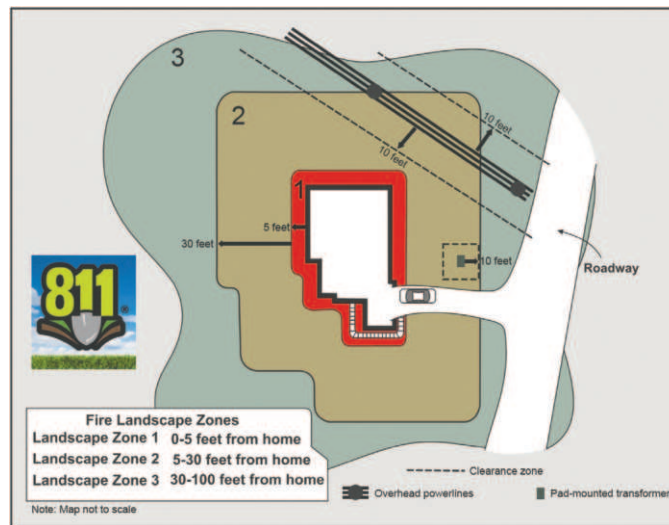 3
2
1
10 feet
10 feet
5 feet
30 feet
10 feet
Roadway
811
Fire Landscape Zones
Landscape Zone 1 0-5 feet from home
Landscape Zone 2 5-30 feet from home
Landscape Zone 3 30-100 feet from home
Note: Map not to scale
Clearance zone
Overhead powerlines
Pad-mounted transformer